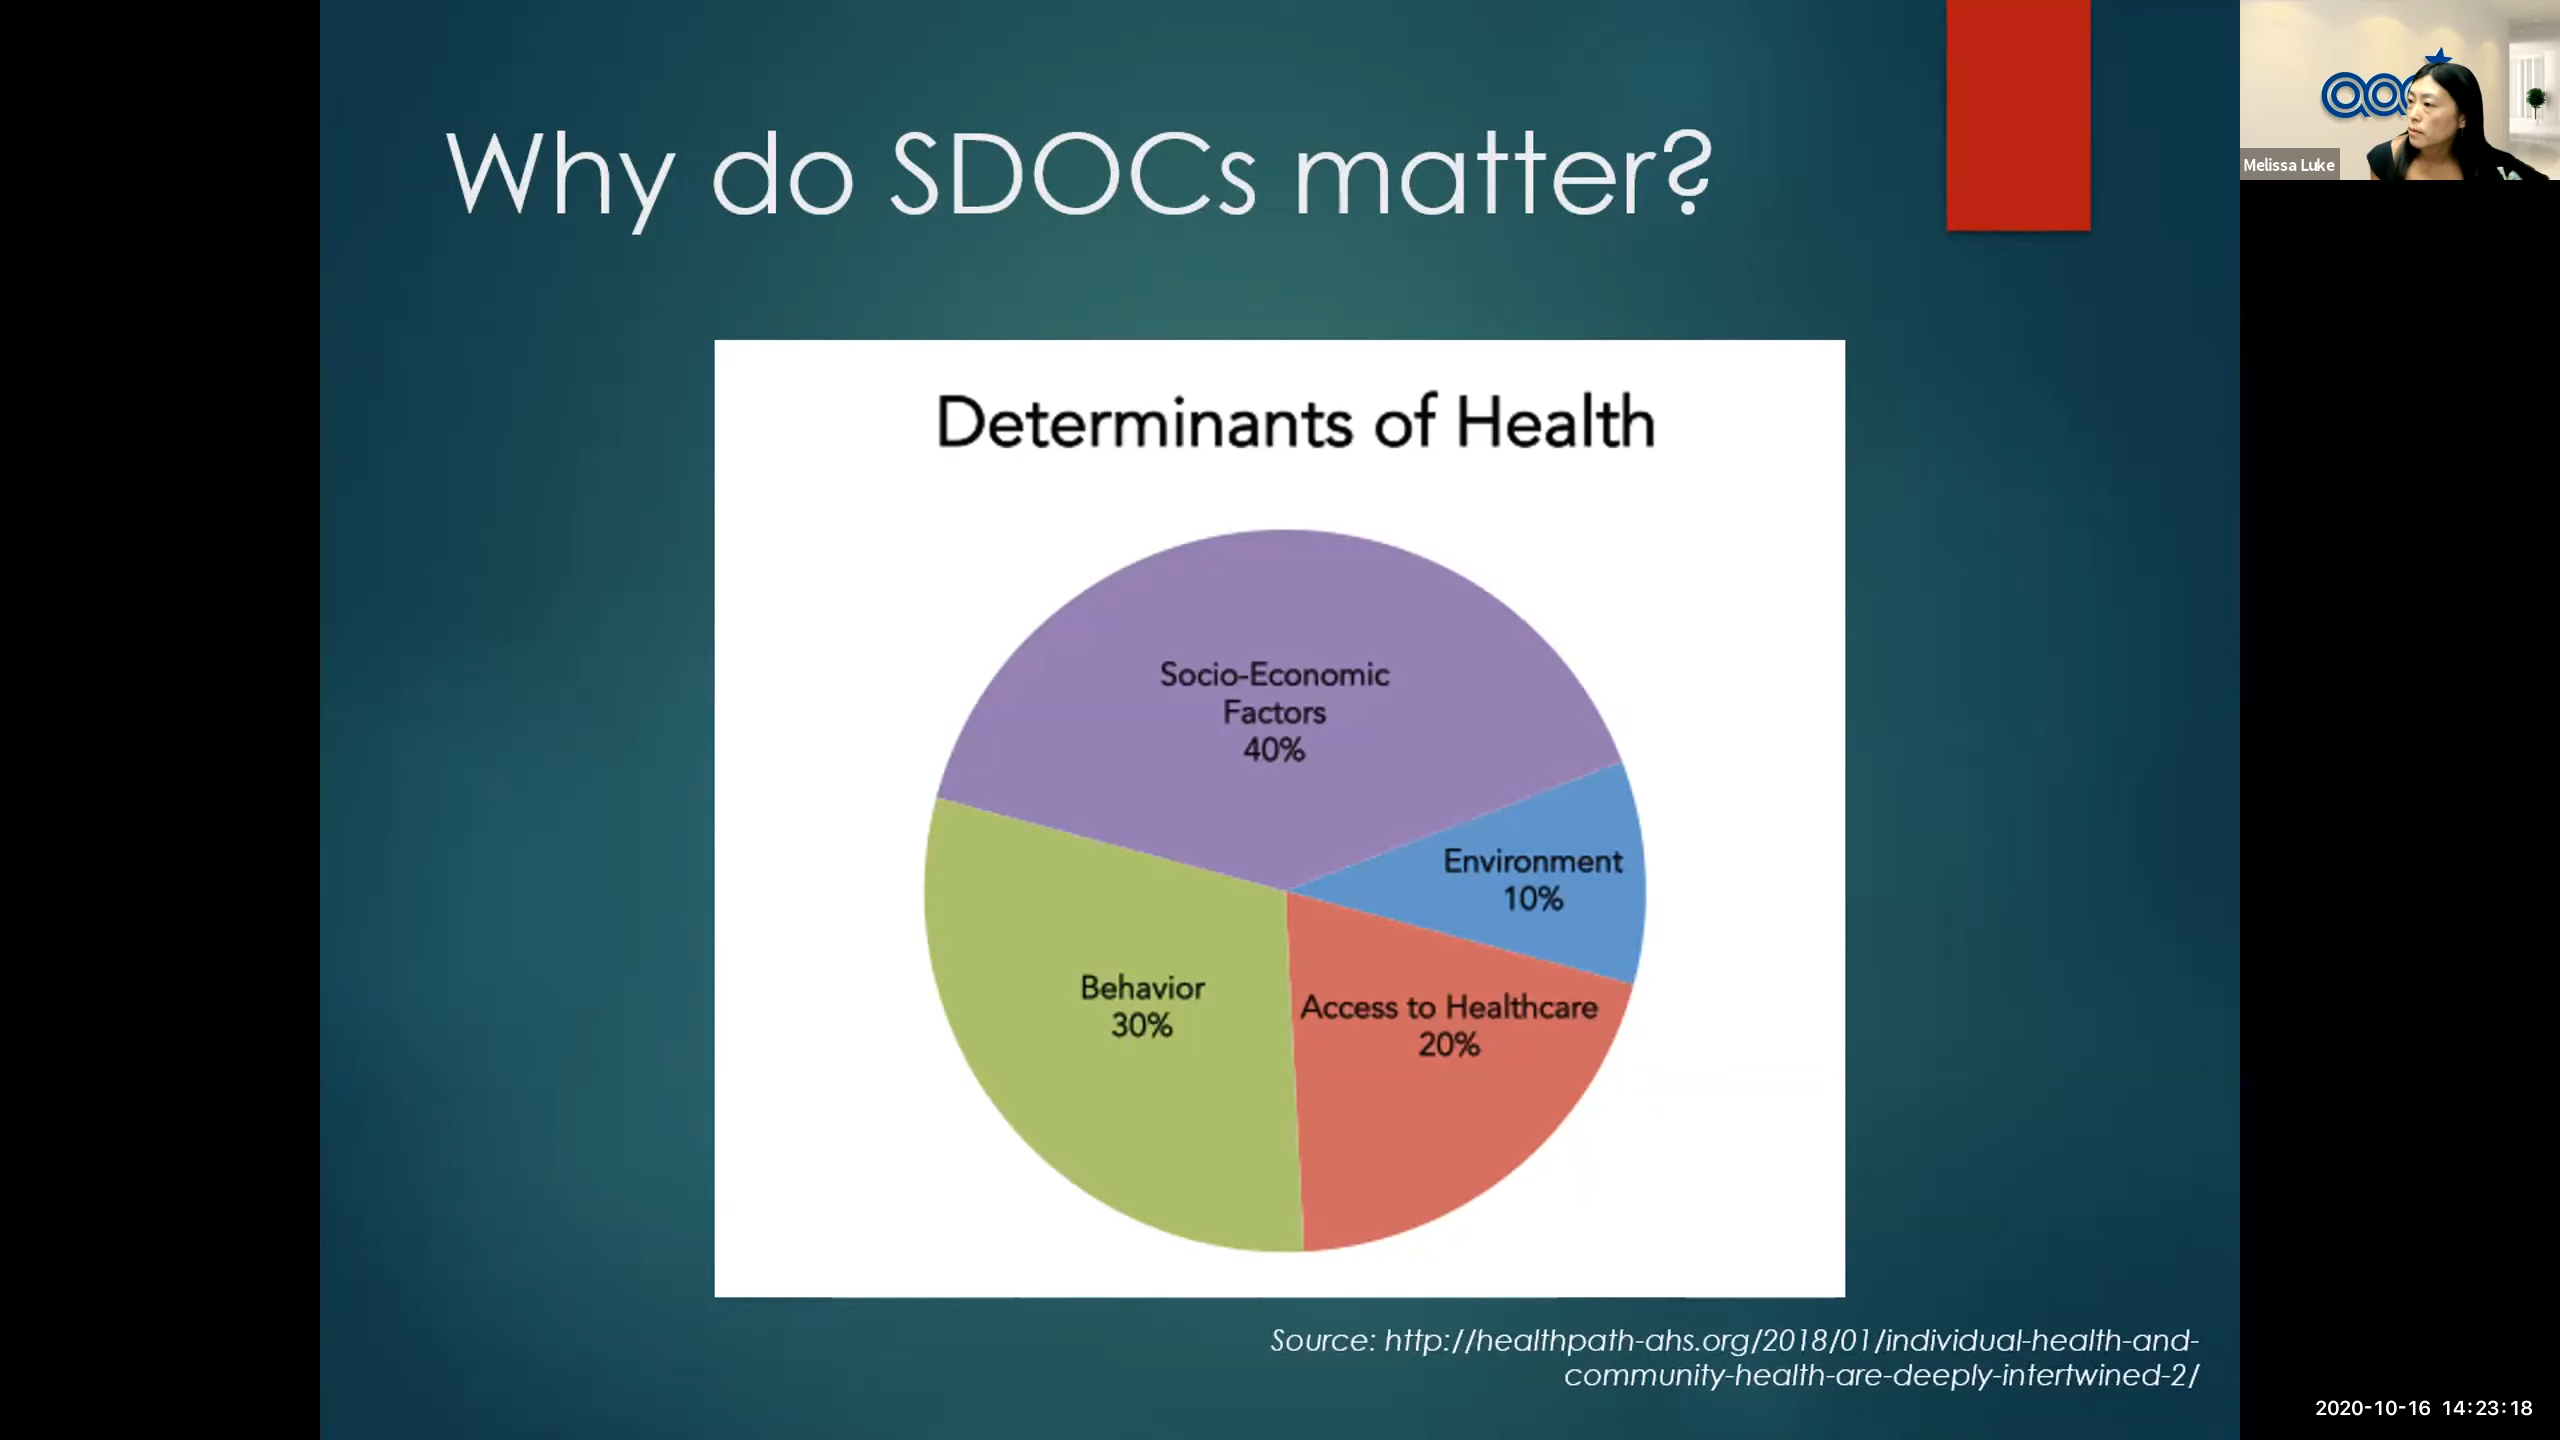 Why do SDOCs matter?
Melissa Luke
Determinants of Health
Socio-Economic
Factors
40%
Environment
10%
Behavior
30%
Access to Healthcare
20%
Source: http://healthpath-ahs.org/2018/01/individual-health-and-
community-health-are-deeply-intertwined-2/
2020-10-16 14:23:18